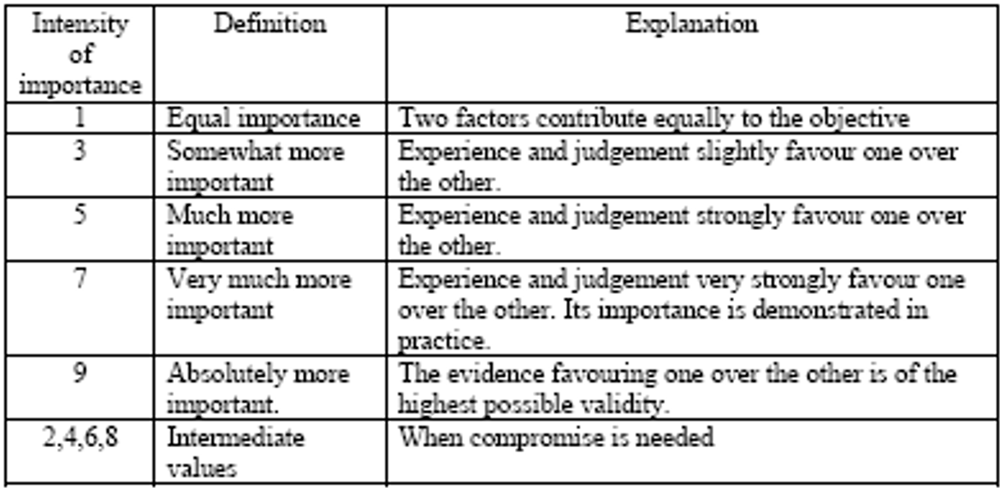 Intensity of importance Definition Explanation
1 Equal importance Two factors contribute equally to the objective
3 Somewhat more important Experience and judgement slightly favour one over the other.
5 Much more important Experience and judgement strongly favour one over the other.
7 Very much more important Experience and judgement very strongly favour one over the other. Its importance is demonstrated in practice.
9 Absolutely more important. The evidence favouring one over the other is of the highest possible validity.
2,4,6,8 Intermediate values When compromise is needed